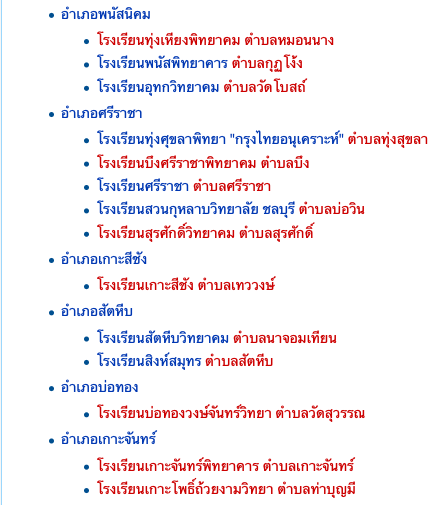 อำเภอพนัสนิคม
โรงเรียนทุ่งเหียงพิทยาคม ตำบลหมอนนาง
โรงเรียนพนัสพิทยาคาร ตำบลกุฎโง้ง
โรงเรียนอุทกวิทยาคม ตำบลวัดโบสถ์
อำเภอศรีราชา
โรงเรียนทุ่งศุขลาพิทยา "กรุงไทยอนุเคราะห์" ตำบลทุ่งสุขลา
โรงเรียนบึงศรีราชาพิทยาคม ตำบลบึง
โรงเรียนศรีราชา ตำบลศรีราชา
โรงเรียนสวนกุหลาบวิทยาลัย ชลบุรี ตำบลบ่อวิน
โรงเรียนสุรศักดิ์วิทยาคม ตำบลสุรศักดิ์
อำเภอเกาะสีชัง
โรงเรียนเกาะสีชัง ตำบลเทววงษ์
อำเภอสัตหีบ
โรงเรียนสัตหีบวิทยาคม ตำบลนาจอมเทียน
โรงเรียนสิงห์สมุทร ตำบลสัตหีบ
อำเภอบ่อทอง
โรงเรียนบ่อทองวงษ์จันทร์วิทยา ตำบลวัดสุวรรณ
อำเภอเกาะจันทร์
โรงเรียนเกาะจันทร์พิทยาคาร ตำบลเกาะจันทร์
โรงเรียนเกาะโพธิ์ถ้วยงามวิทยา ตำบลท่าบุญมี